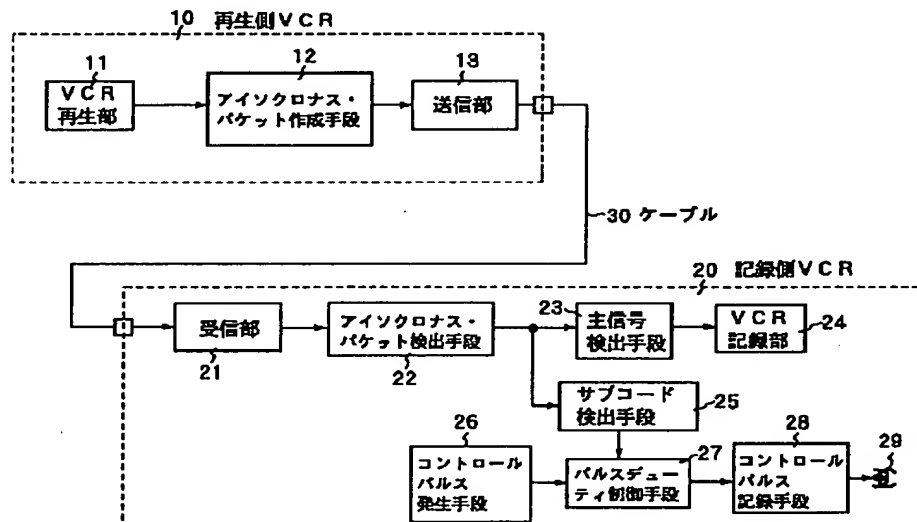 10 再生側VCR
11
VCR
再生部
12
アイソクロナス・
パケット作成手段
13
送信部
30 ケーブル
20 記録側VCR
受信部
21
アイソクロナス・
パケット検出手段
22
23
主信号
検出手段
VCR
記録部
24
サブコード
検出手段
25
26
コントロール
パルス
発生手段
パルスデュー
ティ制御手段
27
28
コントロール
パルス
記録手段
29